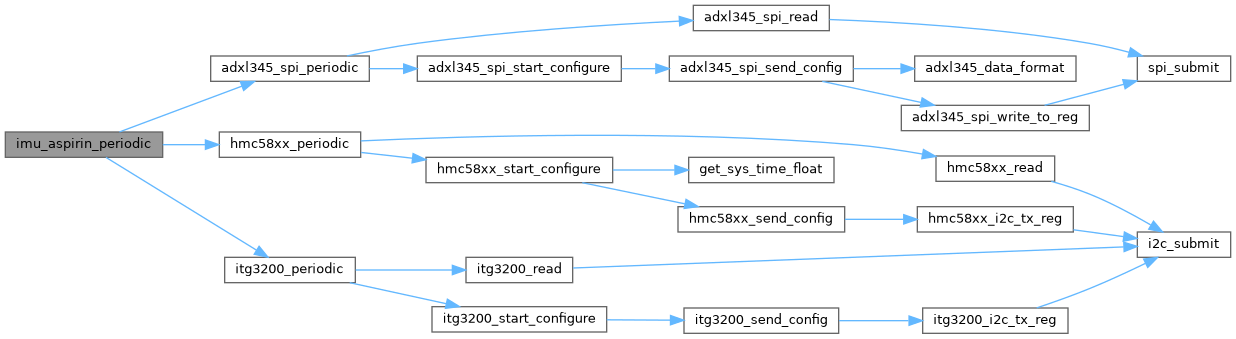 imu_aspirin_periodic
adxl345_spi_periodic
adxl345_spi_read
adxl345_spi_start_configure
adxl345_spi_send_config
adxl345_data_format
adxl345_spi_write_to_reg
spi_submit
hmc58xx_periodic
hmc58xx_read
hmc58xx_start_configure
get_sys_time_float
hmc58xx_send_config
hmc58xx_i2c_tx_reg
i2c_submit
itg3200_periodic
itg3200_read
itg3200_start_configure
itg3200_send_config
itg3200_i2c_tx_reg